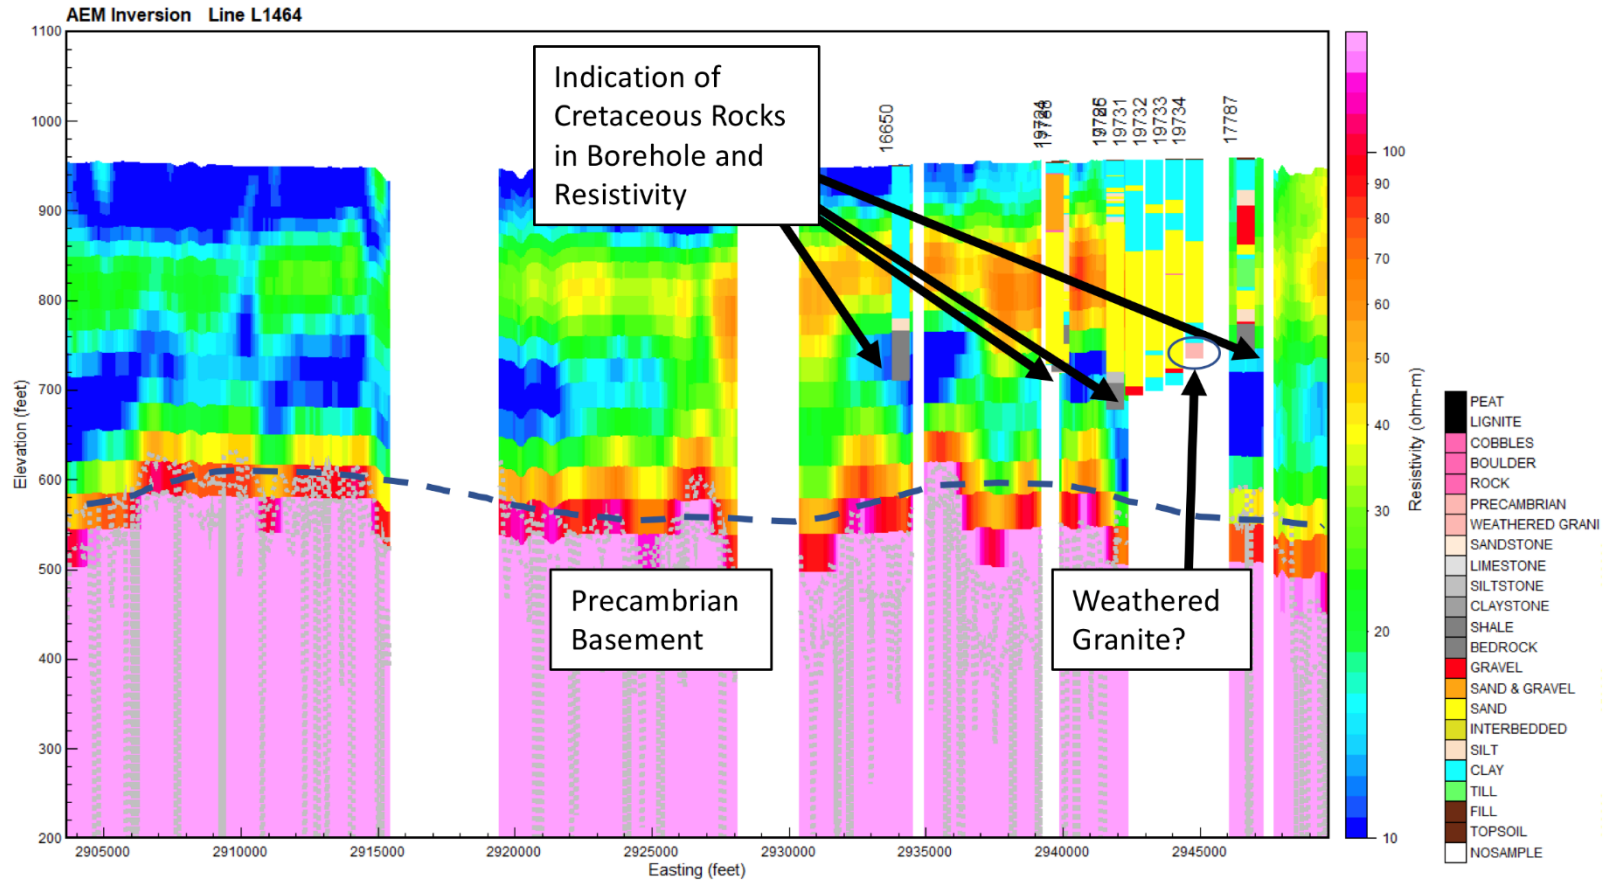 AEM Inversion Line L1464
1100
1000
900
800
700
600
500
400
300
200
Elevation (feet)
Indication of
Cretaceous Rocks
in Borehole and
Resistivity
16650
17786
19731
19732
19733
19734
17787
Precambrian
Basement
Weathered
Granite?
2905000
2910000
2915000
2920000
2925000
2930000
2935000
2940000
2945000
Easting (feet)
100
90
80
70
60
50
40
30
20
10
Resistivity (ohm-m)
PEAT
LIGNITE
COBBLES
BOULDER
ROCK
PRECAMBRIAN
WEATHERED GRANI
SANDSTONE
LIMESTONE
SILTSTONE
CLAYSTONE
SHALE
BEDROCK
GRAVEL
SAND & GRAVEL
SAND
INTERBEDDED
SILT
CLAY
TILL
FILL
TOPSOIL
NOSAMPLE